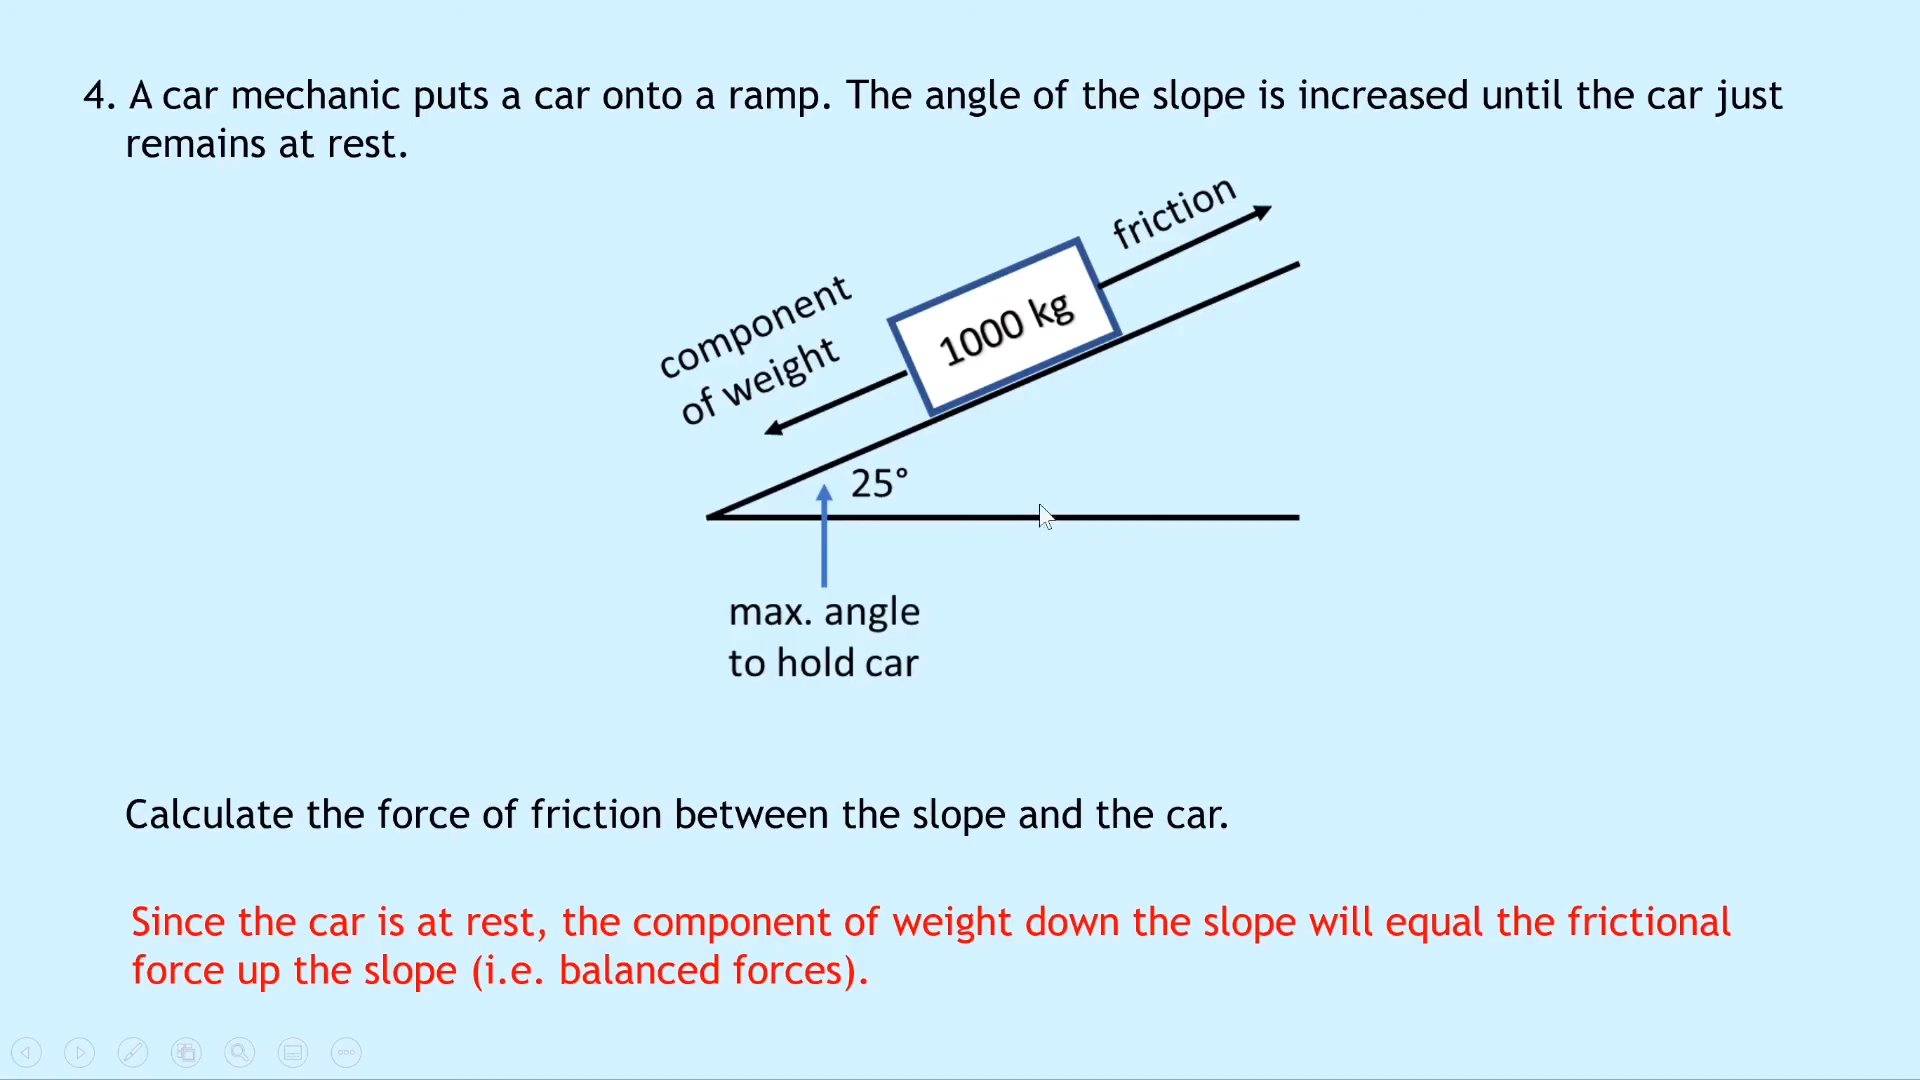 4. A car mechanic puts a car onto a ramp. The angle of the slope is increased until the car just
remains at rest.
friction
component
of weight
1000 kg
25°
max. angle
to hold car
Calculate the force of friction between the slope and the car.
Since the car is at rest, the component of weight down the slope will equal the frictional
force up the slope (i.e. balanced forces).